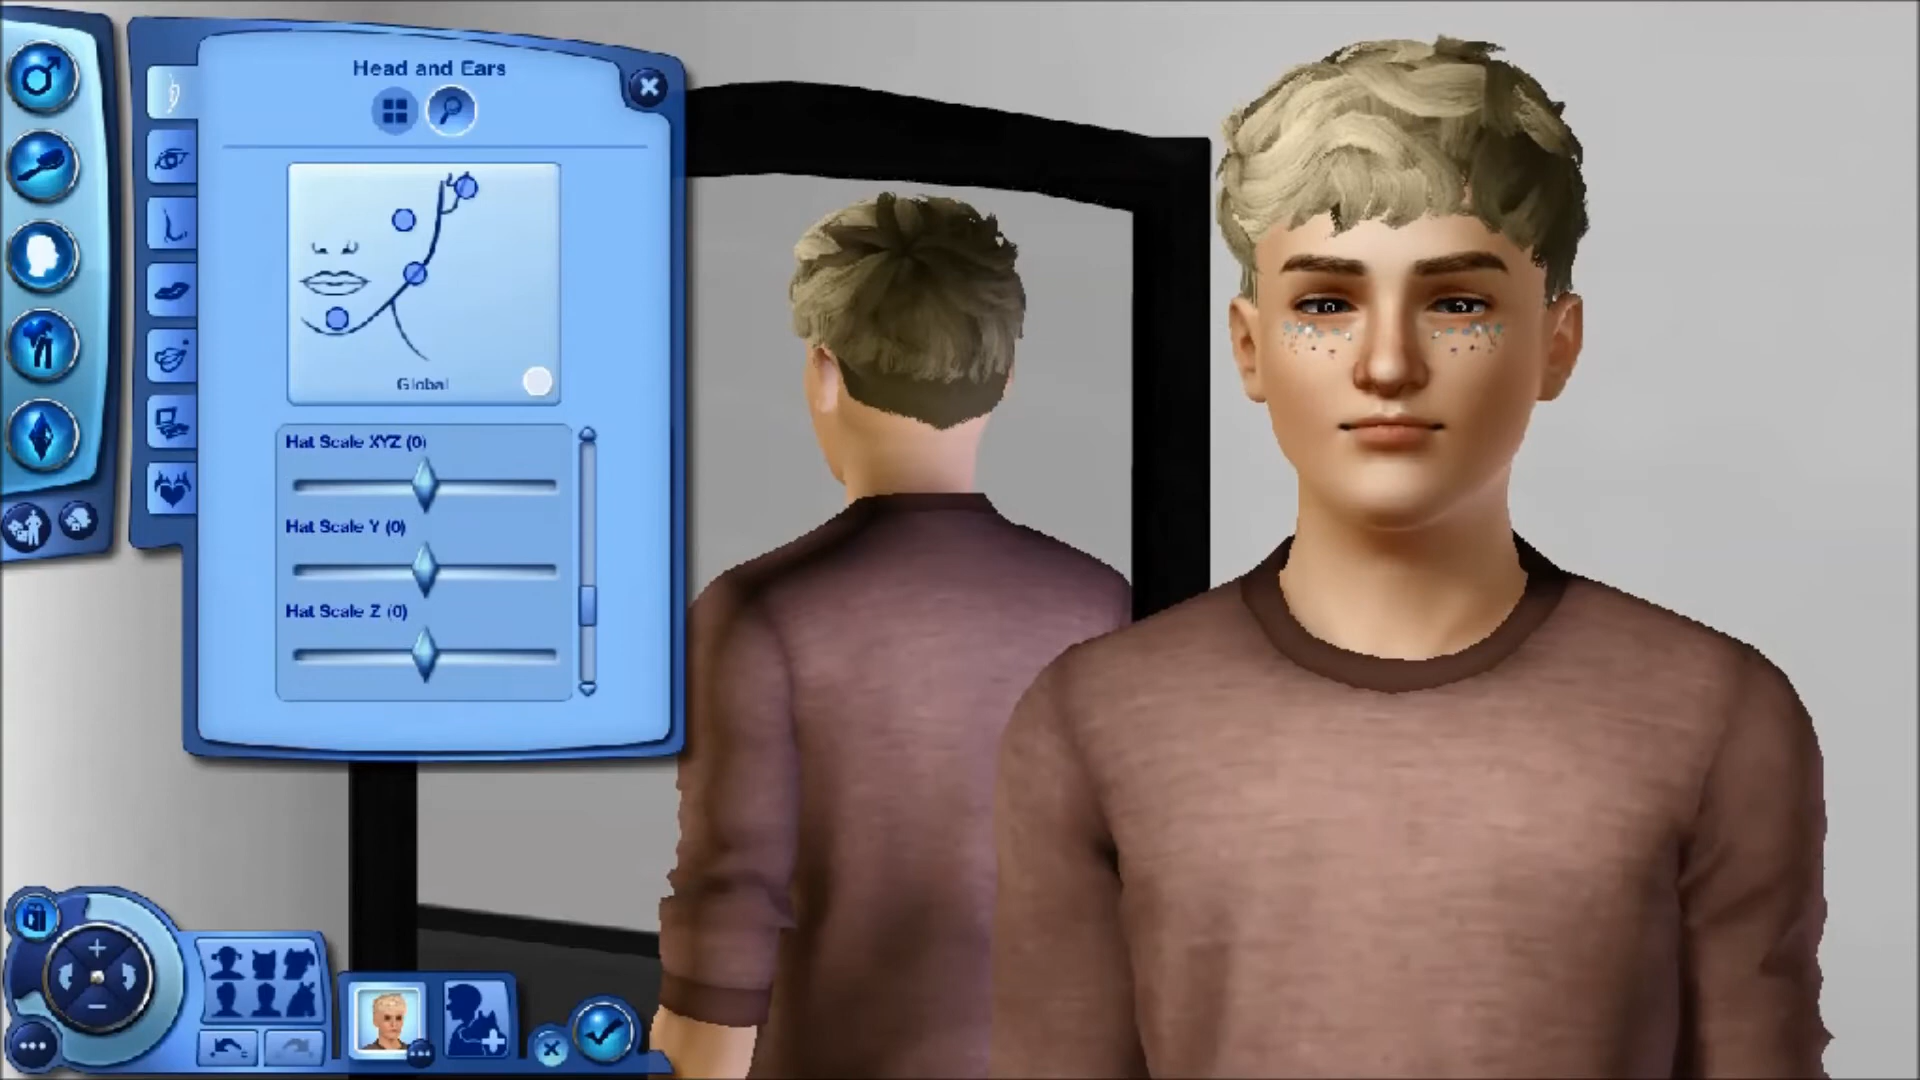 Head and Ears
Global
Hat Scale XYZ (0)
Hat Scale Y (0)
Hat Scale Z (0)